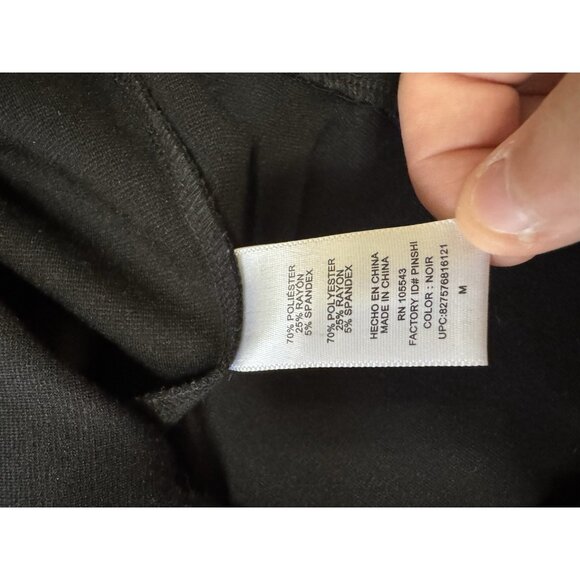 70% POLIÉSTER
25% RAYON
5% SPANDEX
70% POLYESTER
25% RAYON
5% SPANDEX
HECHO EN CHINA
MADE IN CHINA
RN 105543
FACTORY ID# PINSHI
COLOR : NOIR
UPC:827576816121
M